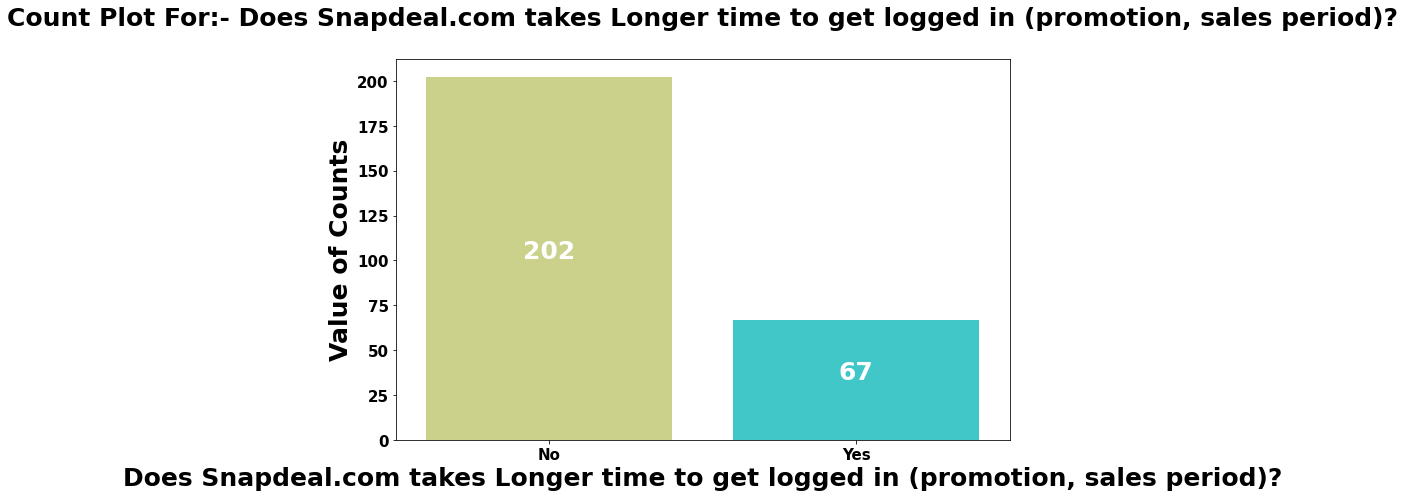 Count Plot For:- Does Snapdeal.com takes Longer time to get logged in (promotion, sales period)?
Value of Counts
200
175
150
125
100
75
50
25
0
202
67
No
Yes
Does Snapdeal.com takes Longer time to get logged in (promotion, sales period)?